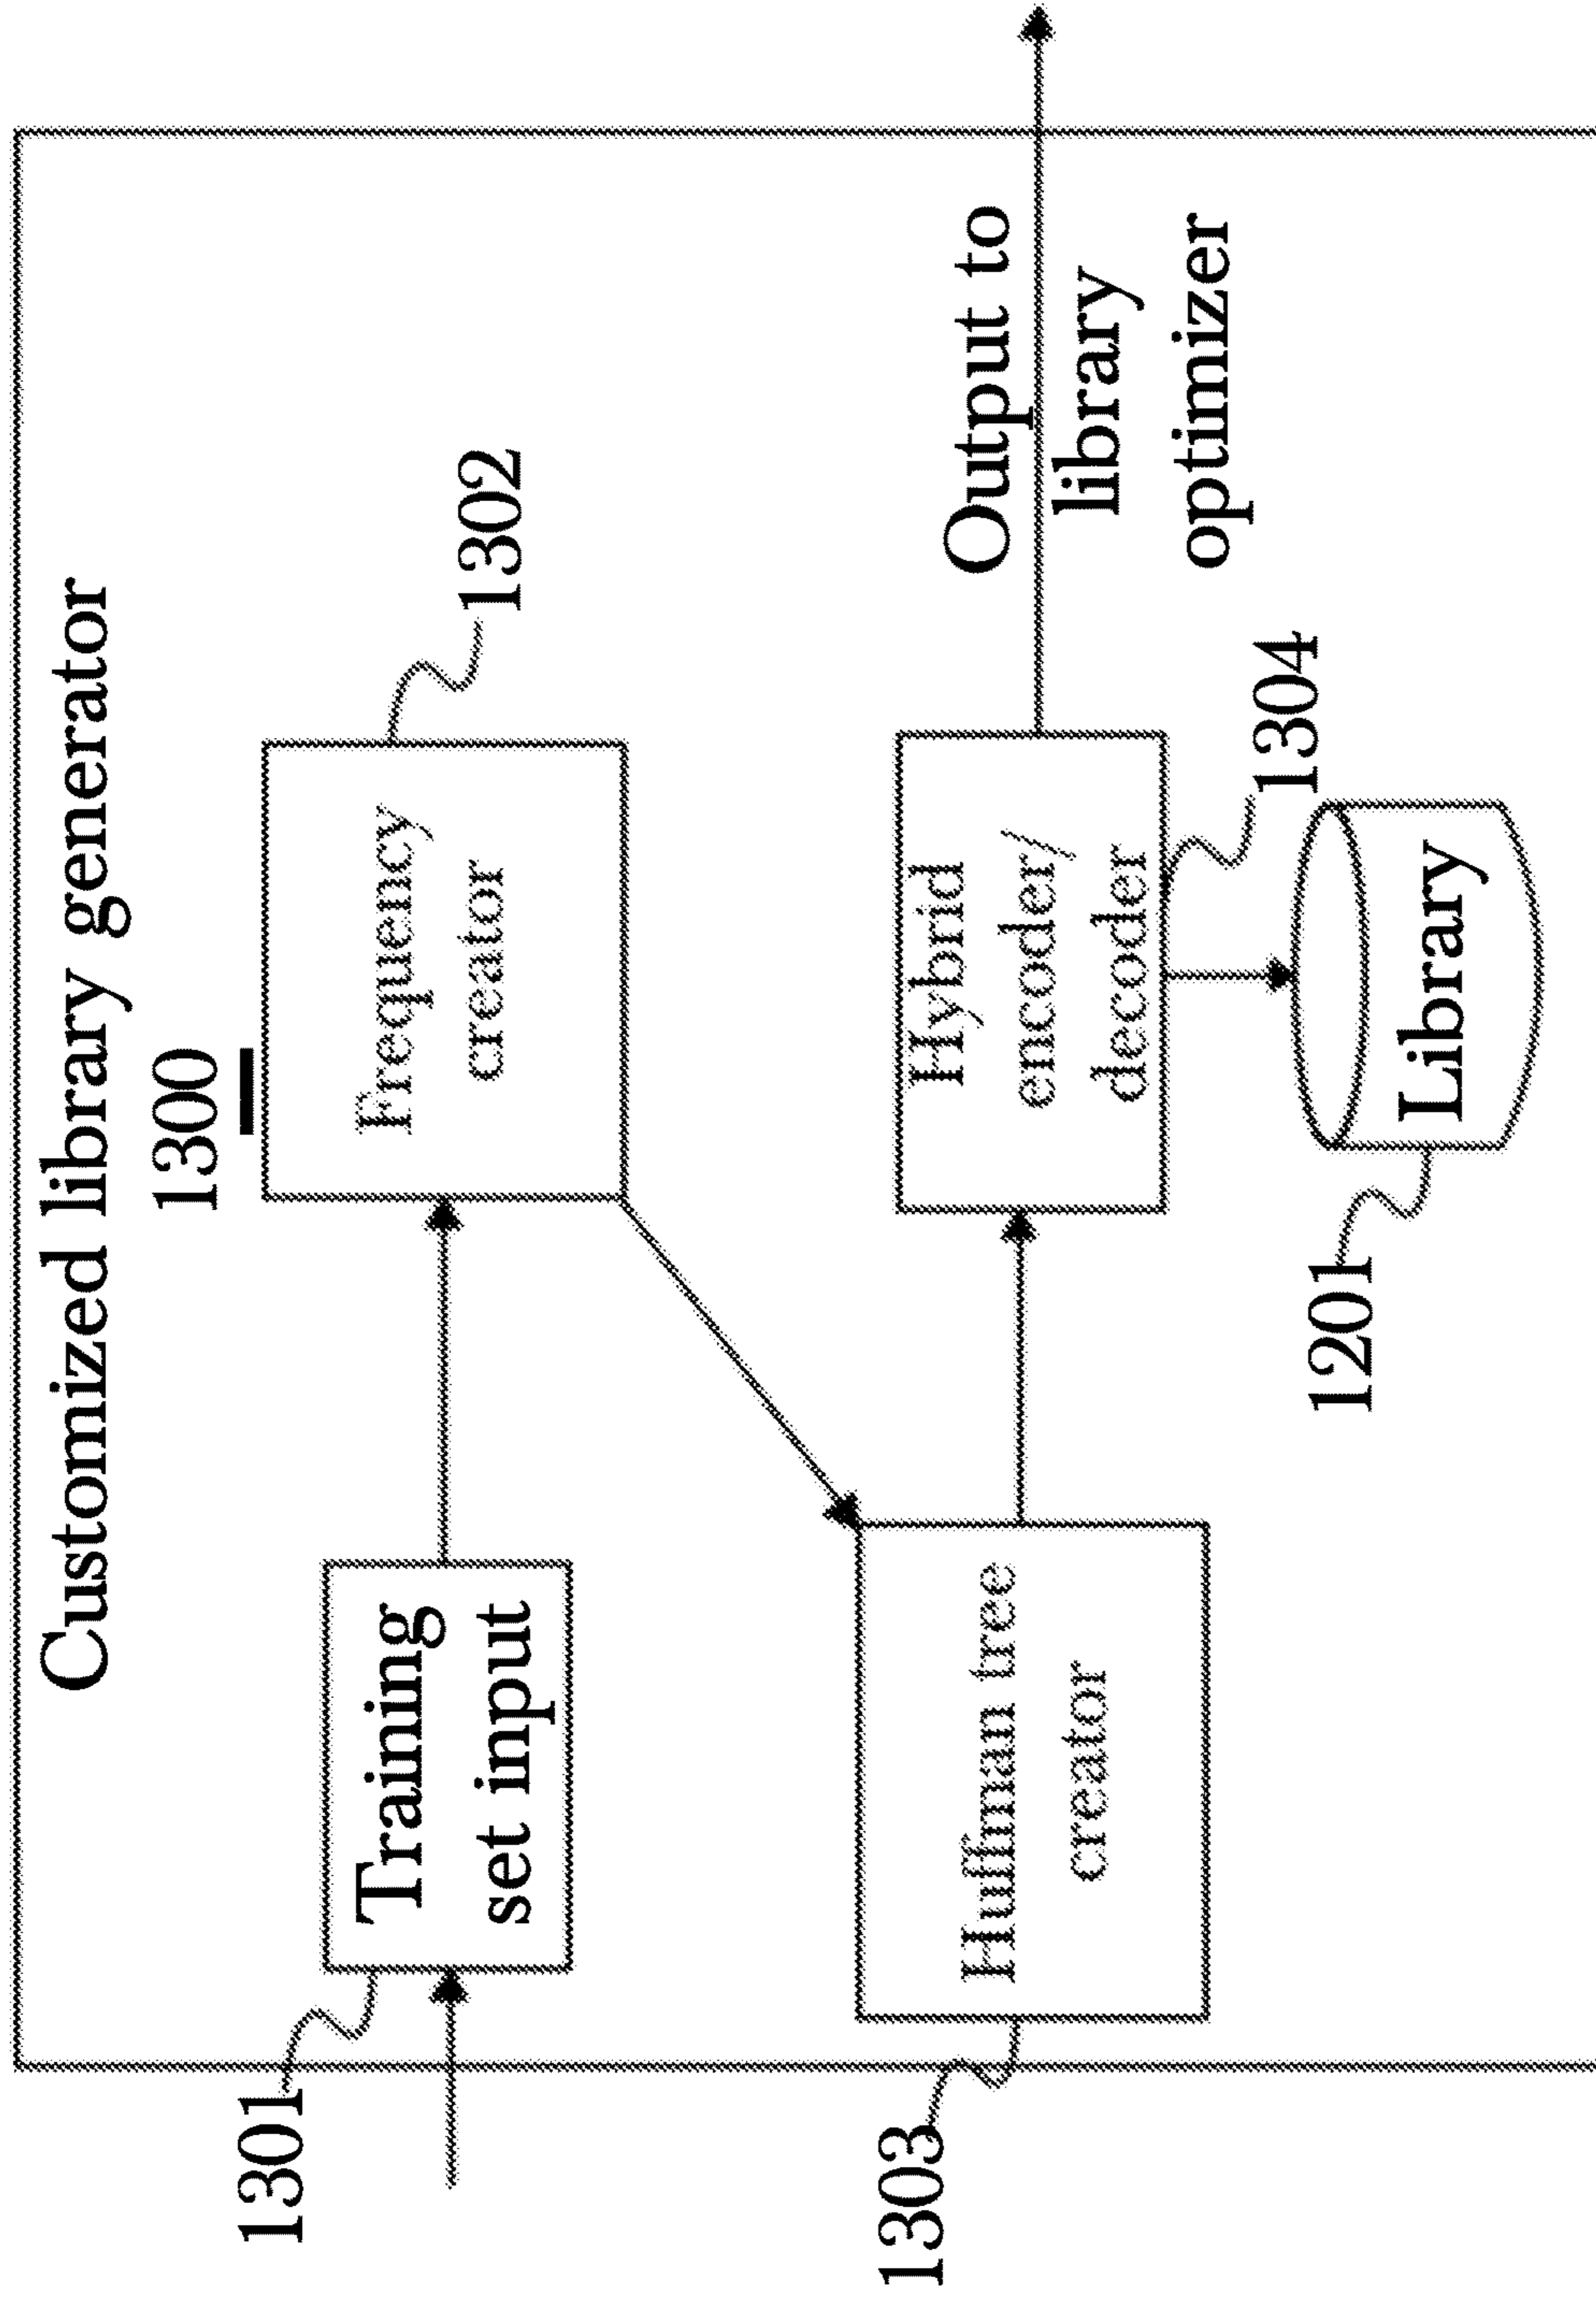 Customized library generator
1300
1301
Training
set input
Frequency
creator
1302
1303
Huffman tree
creator
Hybrid
encoder/
decoder
1304
Output to
library
optimizer
1201
Library